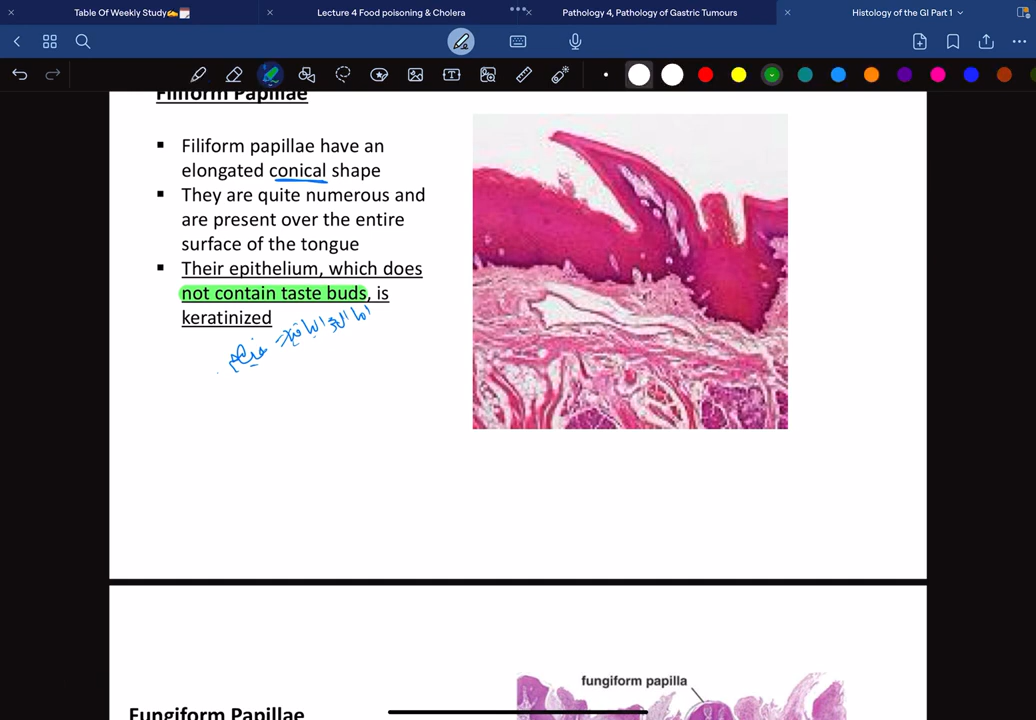 Table Of Weekly Study✍️🗓️
Lecture 4 Food poisoning & Cholera
Pathology 4, Pathology of Gastric Tumours
Histology of the GI Part 1
Filiform Papillae
▪ Filiform papillae have an
elongated conical shape
▪ They are quite numerous and
are present over the entire
surface of the tongue
▪ Their epithelium, which does
not contain taste buds, is
keratinized
fungiform papilla
Fungiform Papillae